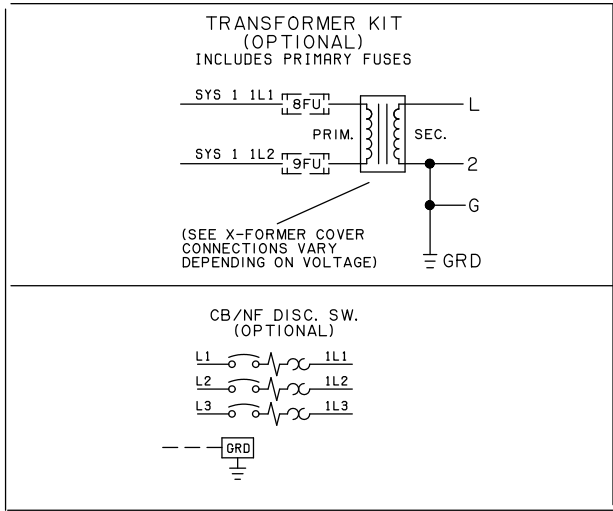 TRANSFORMER KIT
(OPTIONAL)
INCLUDES PRIMARY FUSES
SYS 1 1L1
8FU
L
PRIM.
SEC.
SYS 1 1L2
9FU
2
G
(SEE X-FORMER COVER
CONNECTIONS VARY
DEPENDING ON VOLTAGE)
GRD
CB/NF DISC. SW.
(OPTIONAL)
L1 1L1
L2 1L2
L3 1L3
GRD